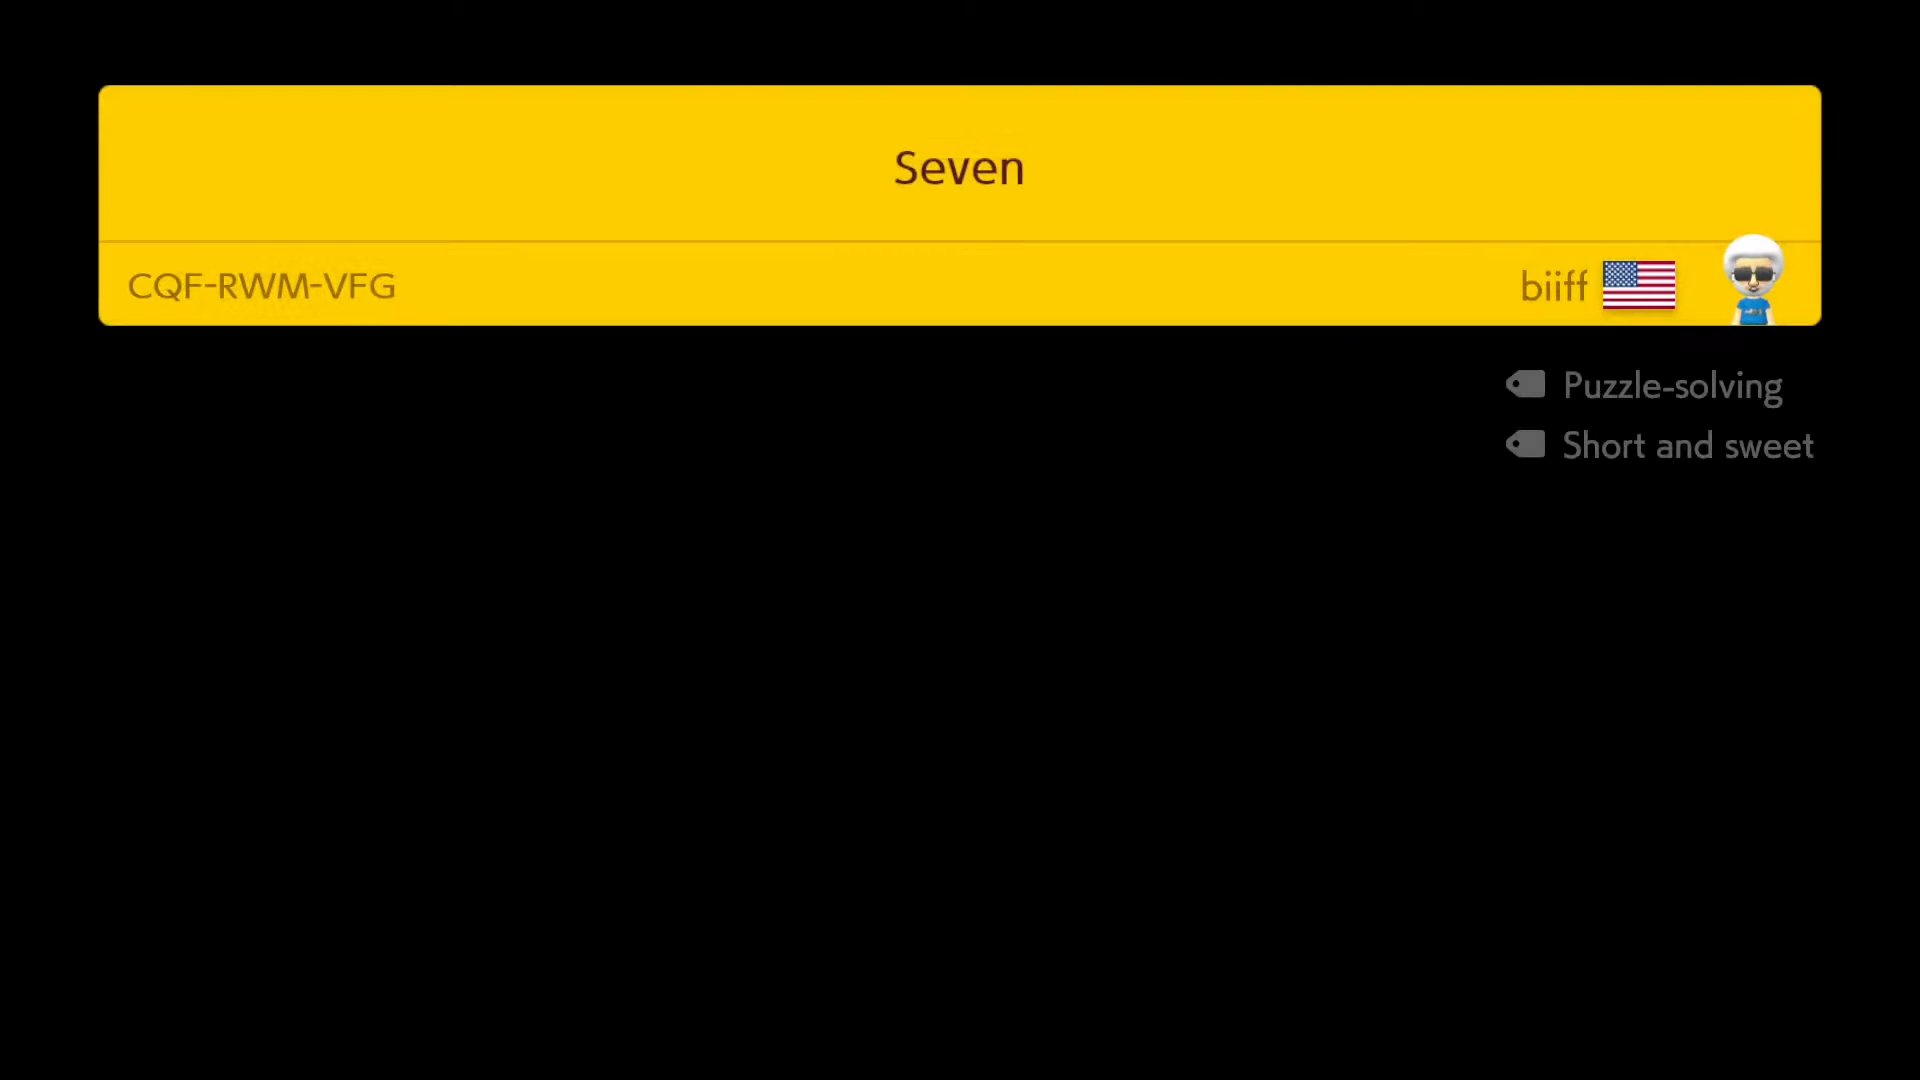 Seven
CQF-RWM-VFG
biiff
Puzzle-solving
Short and sweet